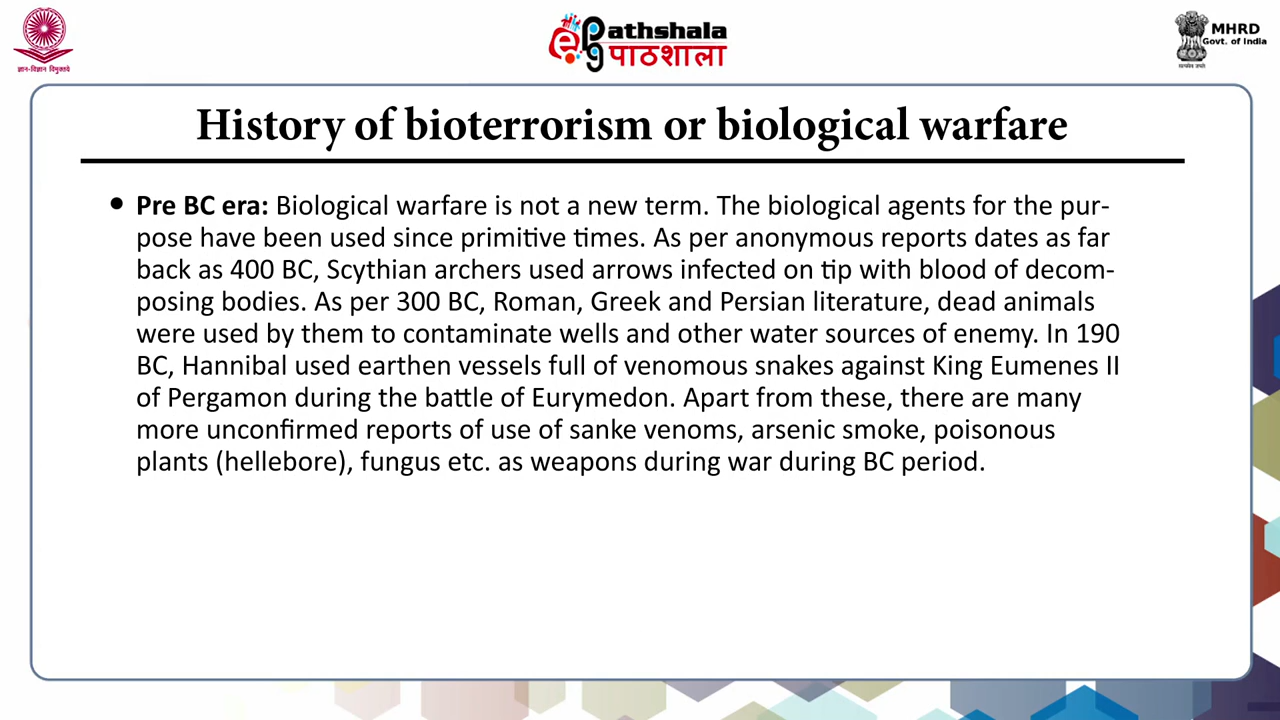 ज्ञान-विज्ञान विमुक्तये
ePG Pathshala
पाठशाला
MHRD
Govt. of India
सत्यमेव जयते
History of bioterrorism or biological warfare
• Pre BC era: Biological warfare is not a new term. The biological agents for the pur-
pose have been used since primitive times. As per anonymous reports dates as far
back as 400 BC, Scythian archers used arrows infected on tip with blood of decom-
posing bodies. As per 300 BC, Roman, Greek and Persian literature, dead animals
were used by them to contaminate wells and other water sources of enemy. In 190
BC, Hannibal used earthen vessels full of venomous snakes against King Eumenes II
of Pergamon during the battle of Eurymedon. Apart from these, there are many
more unconfirmed reports of use of sanke venoms, arsenic smoke, poisonous
plants (hellebore), fungus etc. as weapons during war during BC period.